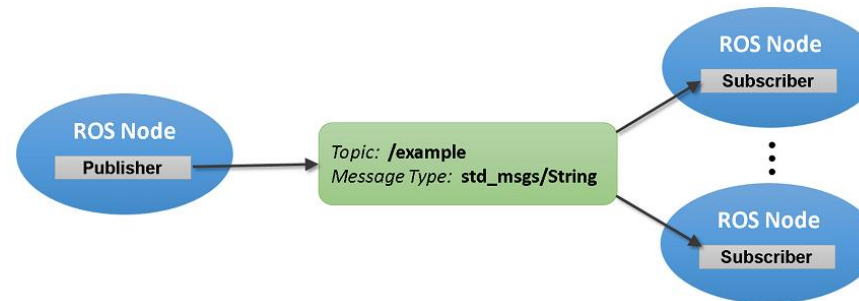 ROS Node
Publisher
Topic: /example
Message Type: std_msgs/String
ROS Node
Subscriber
ROS Node
Subscriber